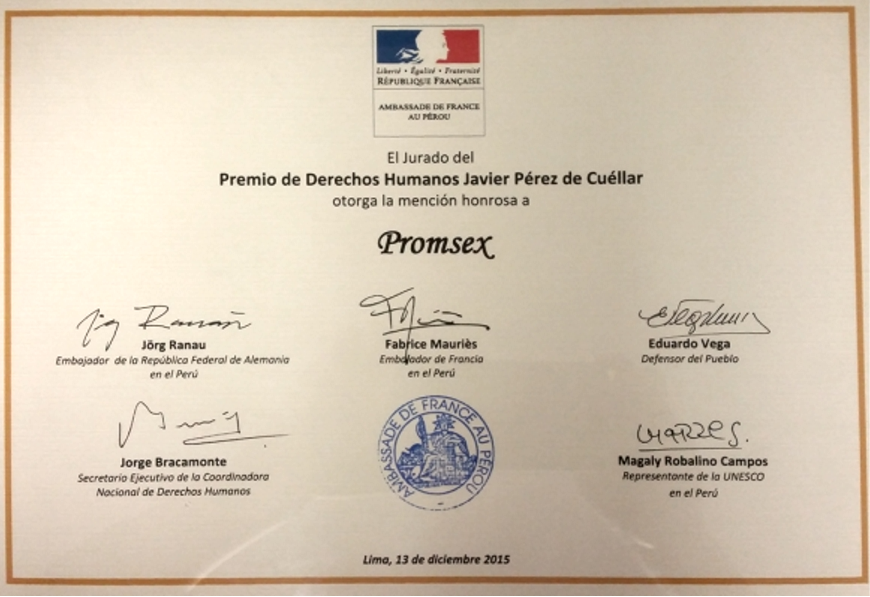 Liberté • Égalité • Fraternité
RÉPUBLIQUE FRANÇAISE
AMBASSADE DE FRANCE
AU PÉROU
El Jurado del
Premio de Derechos Humanos Javier Pérez de Cuéllar
otorga la mención honrosa a
Promsex
Jörg Ranau
Embajador de la República Federal de Alemania
en el Perú
Fabrice Mauriès
Embajador de Francia
en el Perú
Eduardo Vega
Defensor del Pueblo
Jorge Bracamonte
Secretario Ejecutivo de la Coordinadora
Nacional de Derechos Humanos
AMBASSADE DE FRANCE AU PÉROU
Magaly Robalino Campos
Representante de la UNESCO
en el Perú
Lima, 13 de diciembre 2015